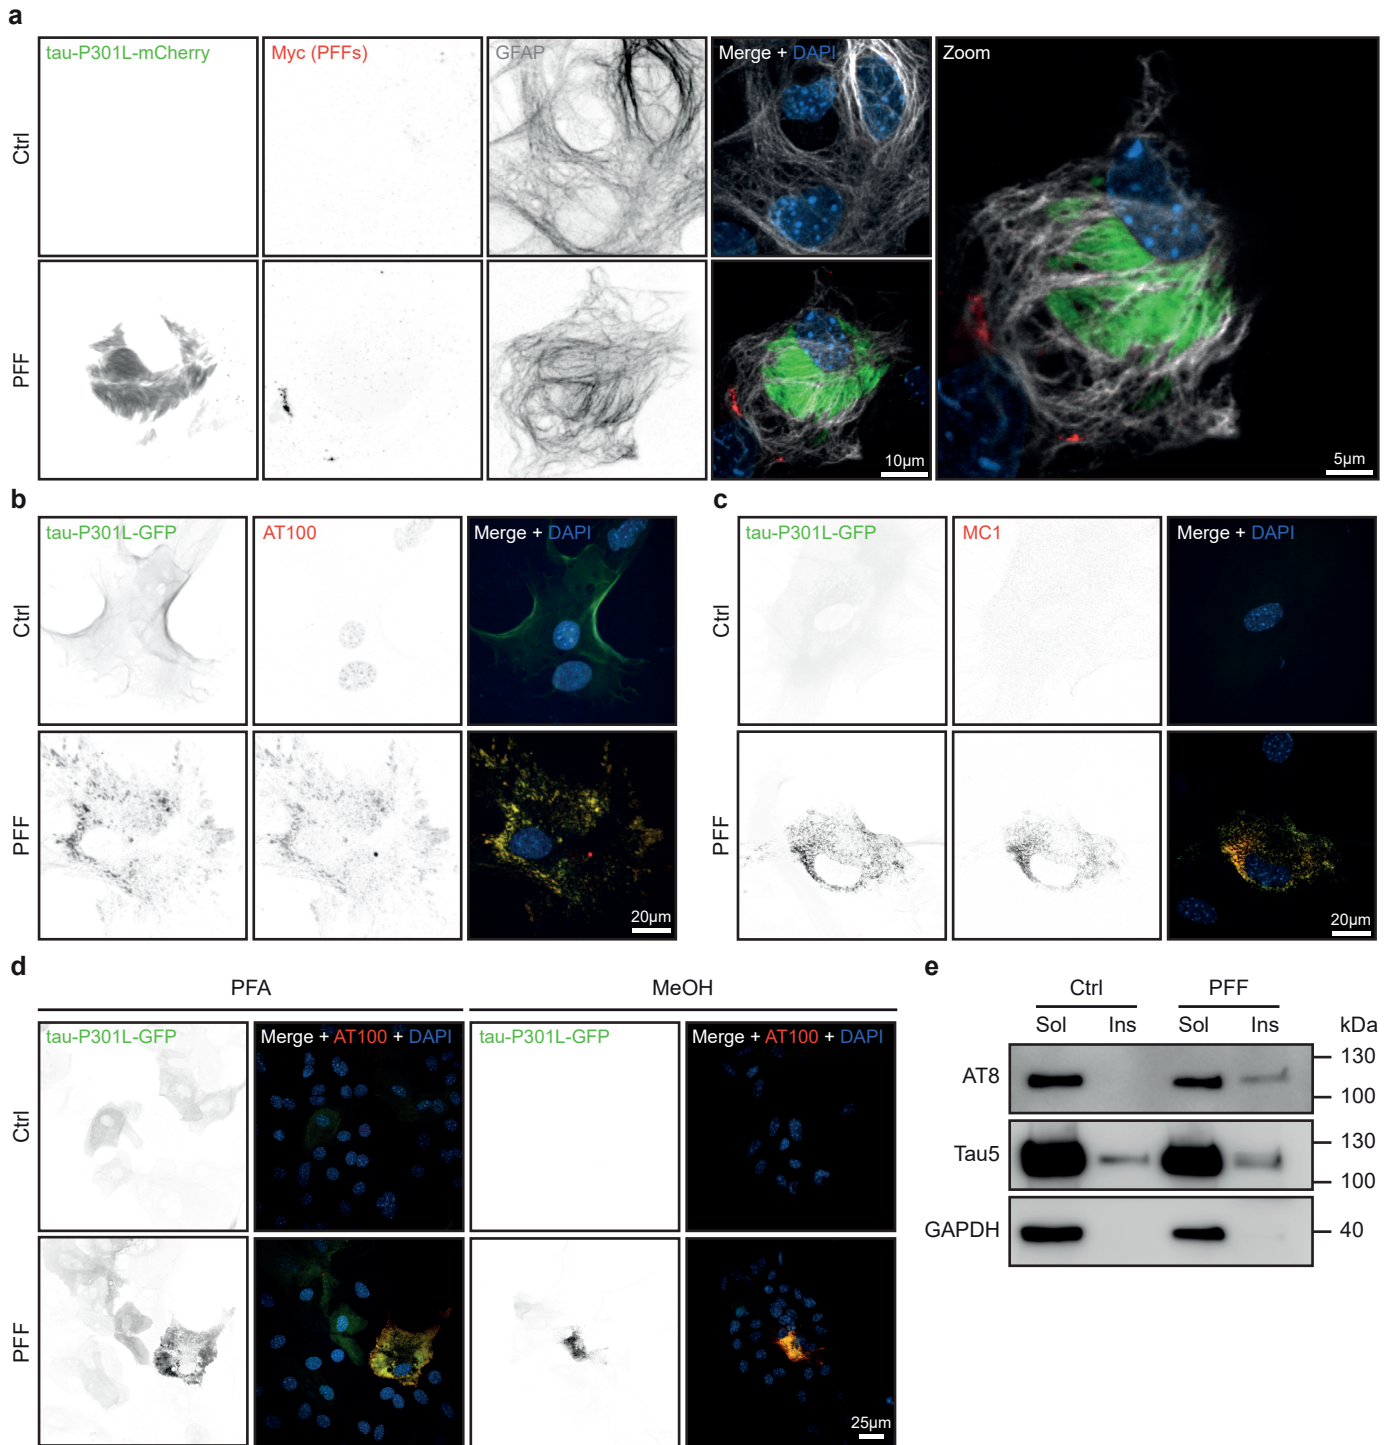 a
tau-P301L-mCherry
Myc (PFFs)
GFAP
Merge + DAPI
Zoom
Ctrl
PFF
10µm
5µm
b
tau-P301L-GFP
AT100
Merge + DAPI
Ctrl
PFF
20µm
c
tau-P301L-GFP
MC1
Merge + DAPI
Ctrl
PFF
20µm
d
PFA
MeOH
tau-P301L-GFP
Merge + AT100 + DAPI
tau-P301L-GFP
Merge + AT100 + DAPI
Ctrl
PFF
25µm
e
Ctrl
PFF
Sol
Ins
Sol
Ins
kDa
AT8
130
100
Tau5
130
100
GAPDH
40